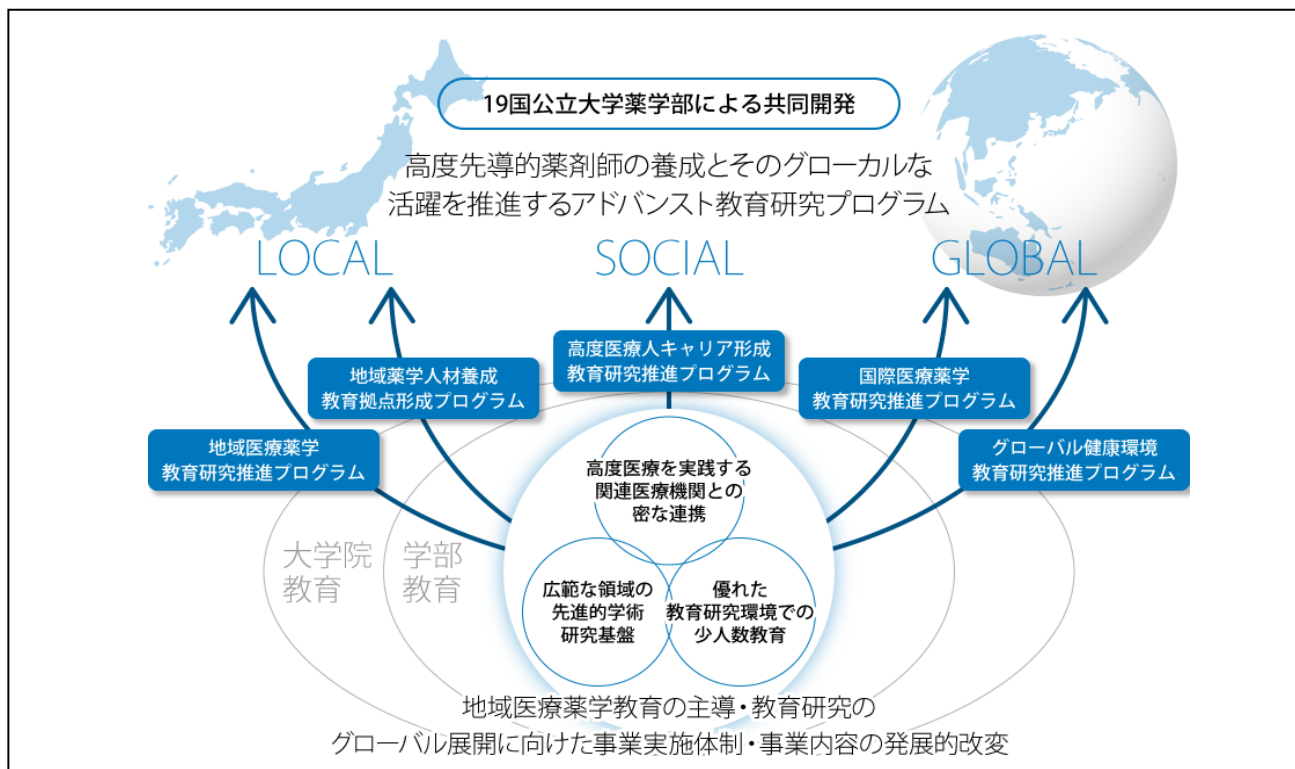 19国公立大学薬学部による共同開発
高度先導的薬剤師の養成とそのグローカルな
活躍を推進するアドバンスト教育研究プログラム
LOCAL
SOCIAL
GLOBAL
高度医療人キャリア形成
教育研究推進プログラム
地域薬学人材養成
教育拠点形成プログラム
国際医療薬学
教育研究推進プログラム
地域医療薬学
教育研究推進プログラム
グローバル健康環境
教育研究推進プログラム
高度医療を実践する
関連医療機関との
密な連携
大学院
教育
学部
教育
広範な領域の
先進的学術
研究基盤
優れた
教育研究環境での
少人数教育
地域医療薬学教育の主導・教育研究の
グローバル展開に向けた事業実施体制・事業内容の発展的改変